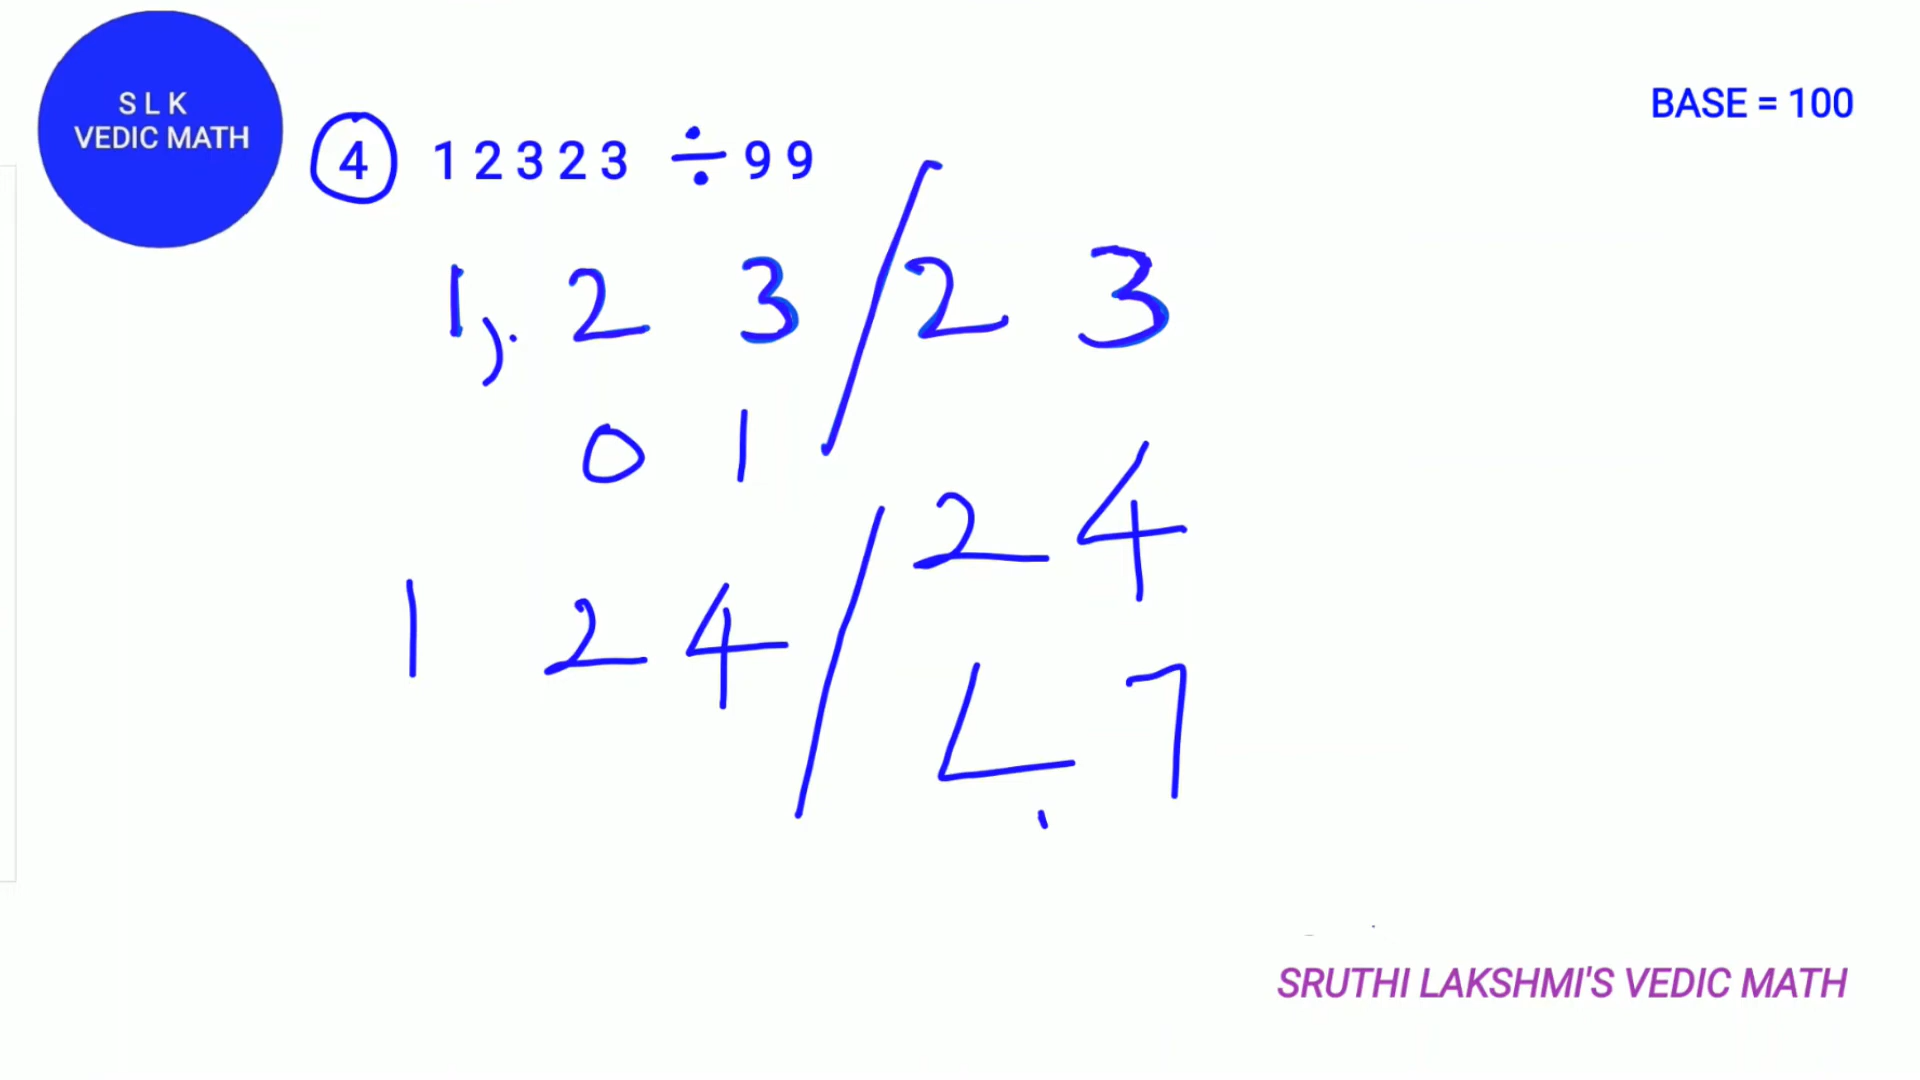 S L K
VEDIC MATH
BASE = 100
4 12323 ÷ 99
1, 2 3 / 2 3
0 1
2 4
1 2 4 / 4 7
SRUTHI LAKSHMI'S VEDIC MATH